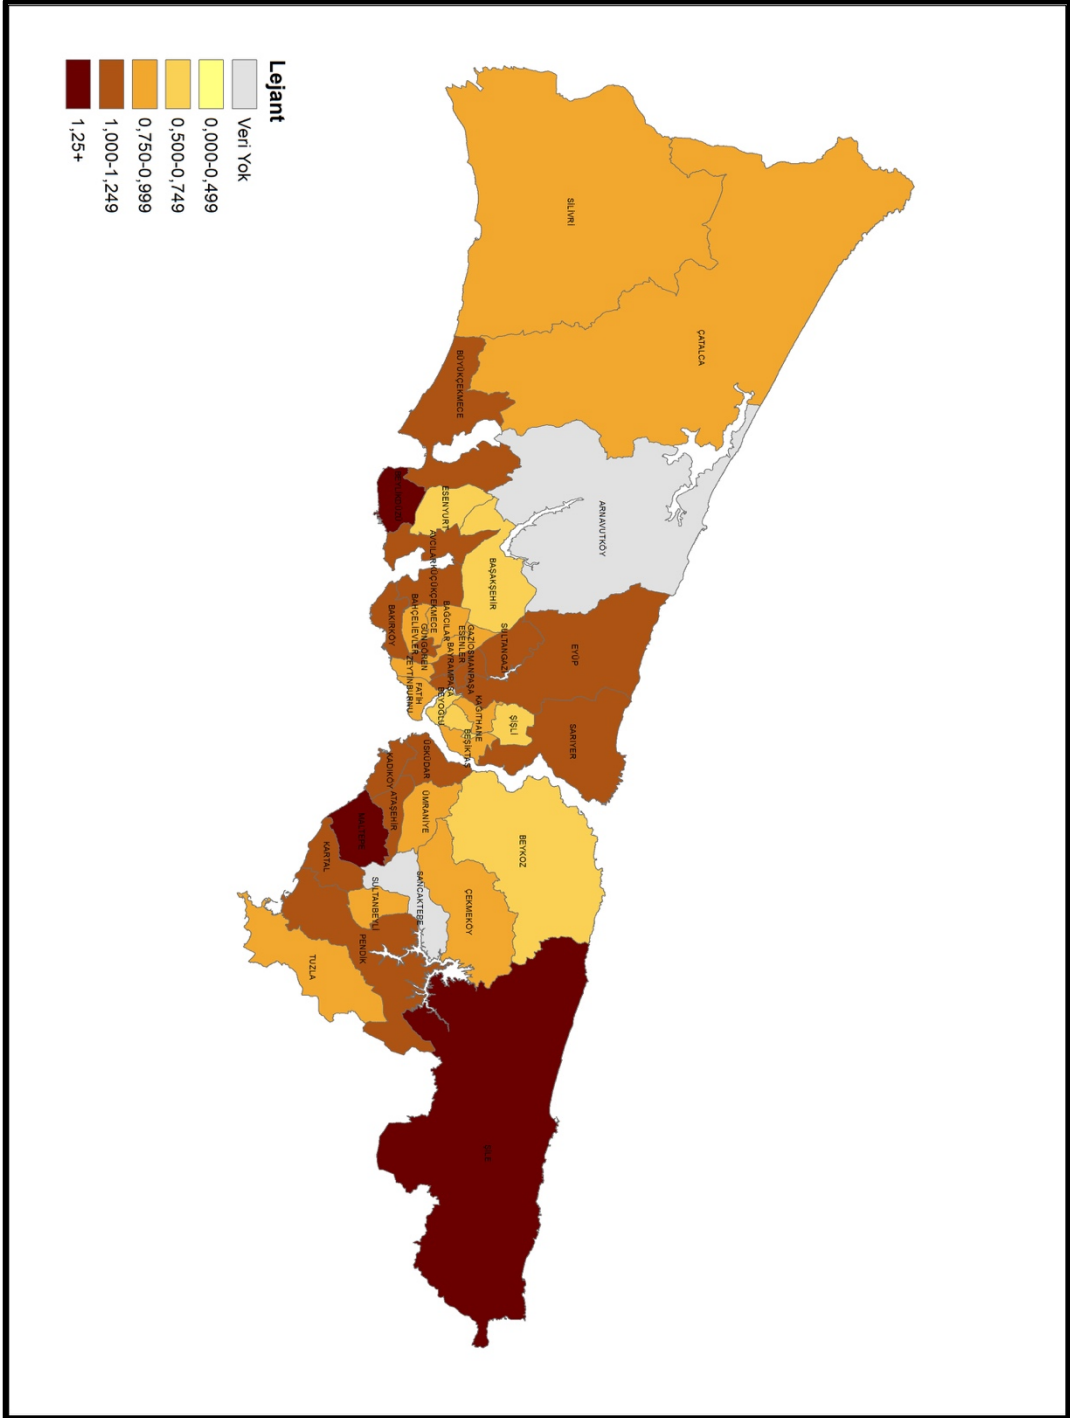 Lejant
Veri Yok
0,000-0,499
0,500-0,749
0,750-0,999
1,000-1,249
1,25+
SİLİVRİ
ÇATALCA
BÜYÜKÇEKMECE
ARNAVUTKÖY
ESENYURT
AVCILAR
KÜÇÜKÇEKMECE
BAŞAKŞEHİR
BAKIRKÖY
BAHÇELİEVLER
BAĞCILAR
GÜNGÖREN
ESENLER
GAZİOSMANPAŞA
SULTANGAZİ
BAYRAMPAŞA
ZEYTİNBURNU
FATİH
EYÜP
BEYOĞLU
KAĞITHANE
ŞİŞLİ
BEŞİKTAŞ
SARIYER
ÜSKÜDAR
KADIKÖY
ATAŞEHİR
ÜMRANİYE
MALTEPE
KARTAL
BEYKOZ
ÇEKMEKÖY
SANCAKTEPE
SULTANBEYLİ
PENDİK
TUZLA
ŞİLE